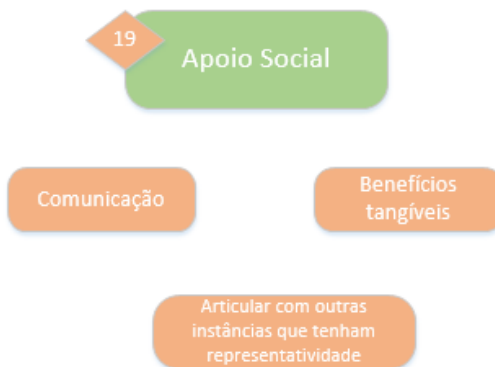 19
Apoio Social
Comunicação
Benefícios
tangíveis
Articular com outras
instâncias que tenham
representatividade